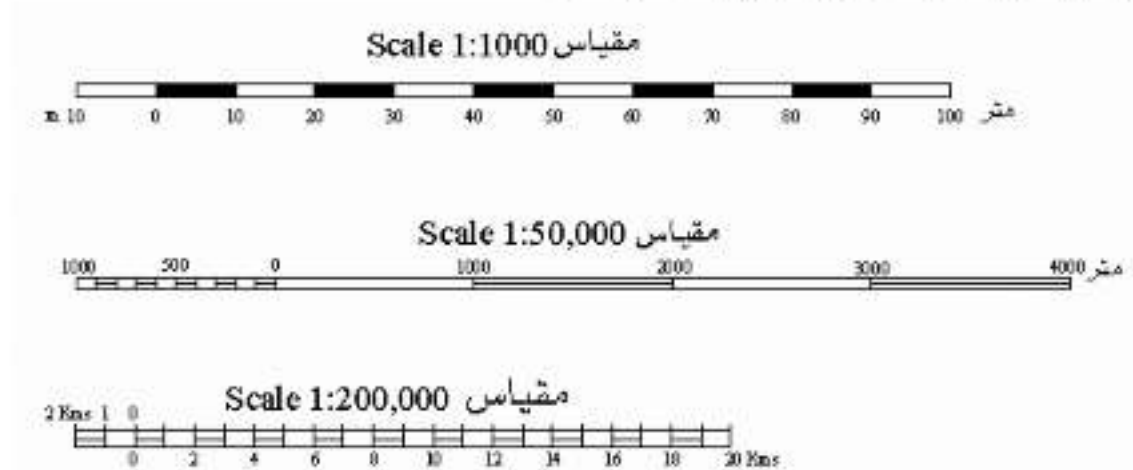 Scale 1:1000 مقياس
m 10 0 10 20 30 40 50 60 70 80 90 100 متر
Scale 1:50,000 مقياس
1000 500 0 1000 2000 3000 4000 متر
Scale 1:200,000 مقياس
2 Kms 1 0
0 2 4 6 8 10 12 14 16 18 20 Kms